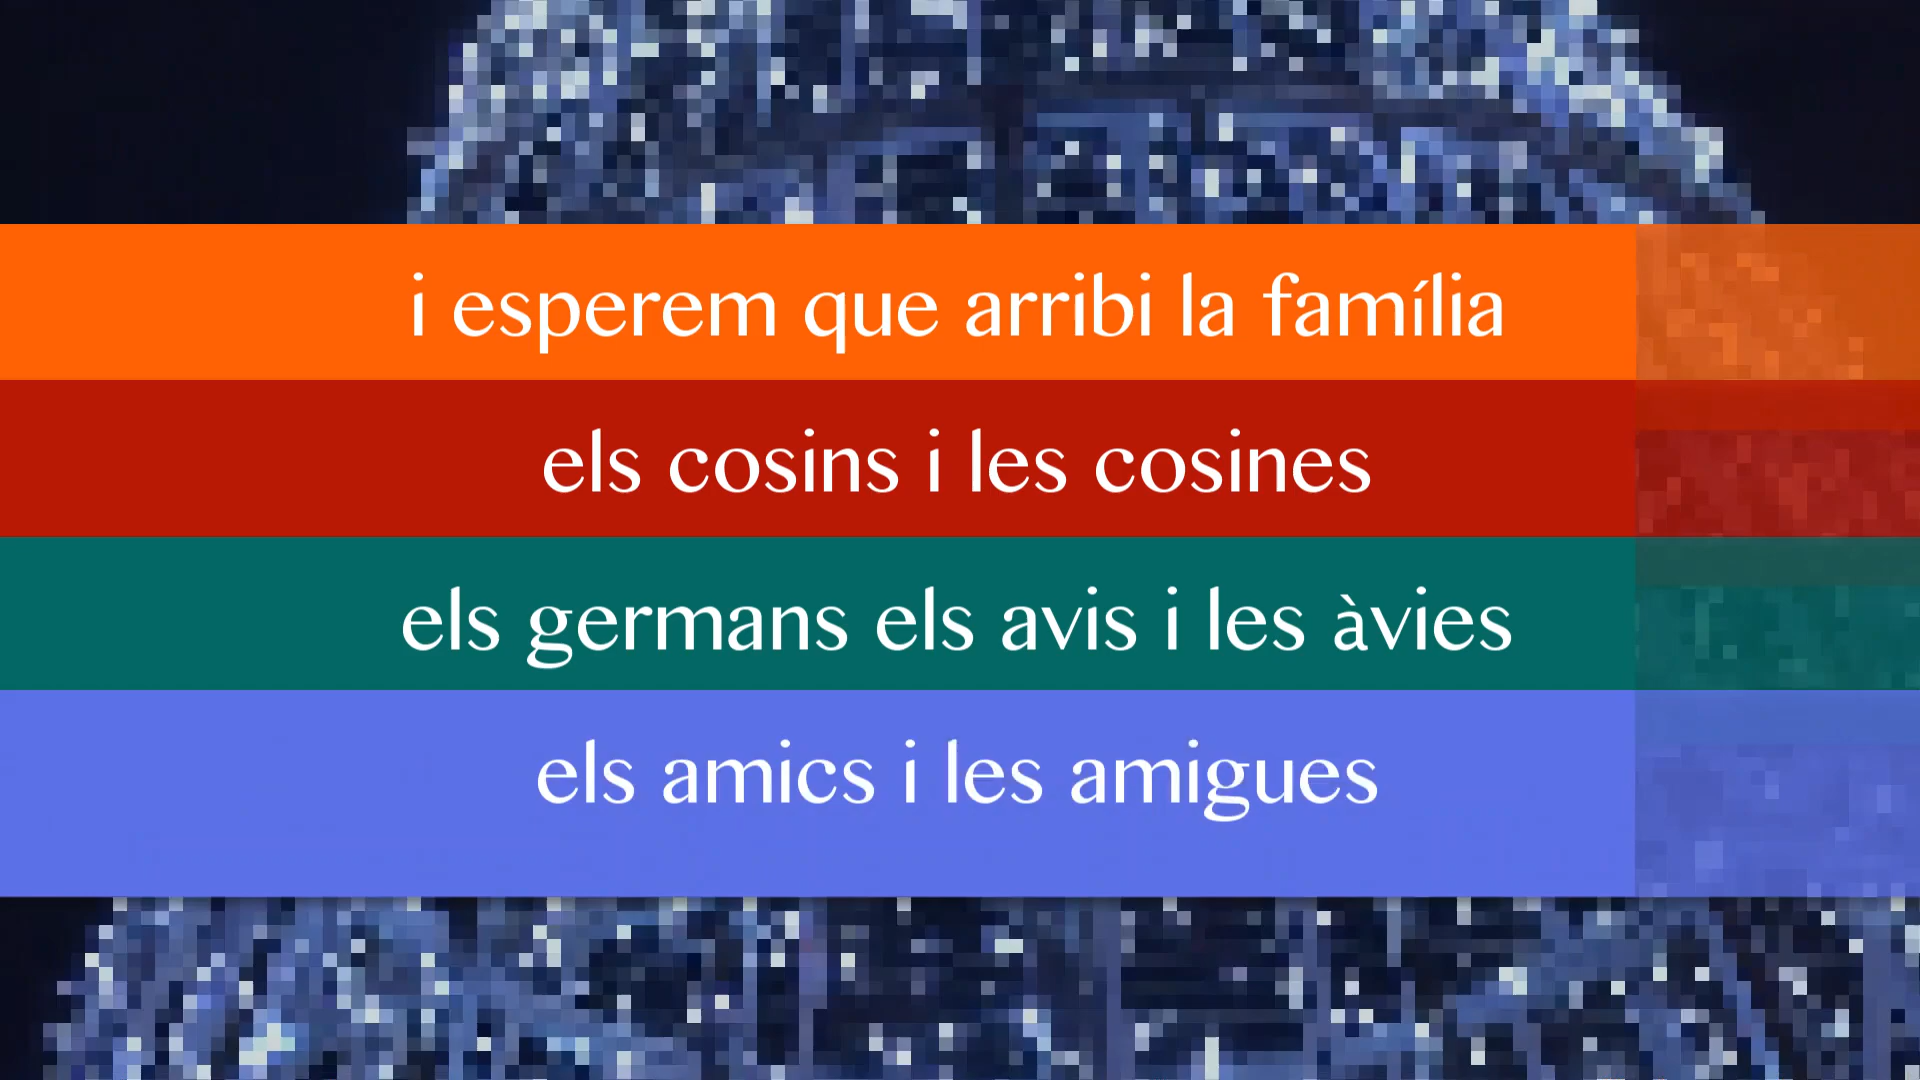 i esperem que arribi la família
els cosins i les cosines
els germans els avis i les àvies
els amics i les amigues